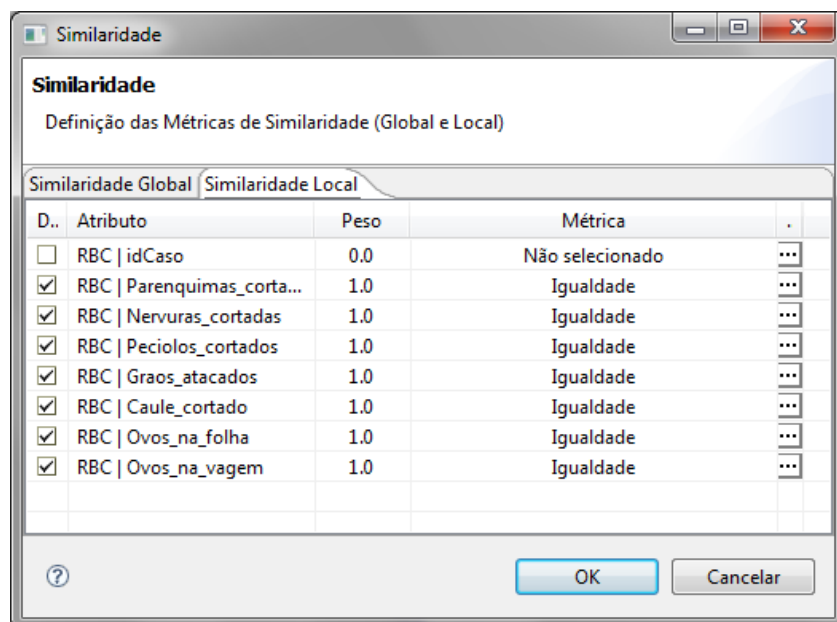 Similaridade
Similaridade
Definição das Métricas de Similaridade (Global e Local)
Similaridade Global Similaridade Local
D.. Atributo Peso Métrica .
RBC | idCaso 0.0 Não selecionado ...
RBC | Parenquimas_corta... 1.0 Igualdade ...
RBC | Nervuras_cortadas 1.0 Igualdade ...
RBC | Peciolos_cortados 1.0 Igualdade ...
RBC | Graos_atacados 1.0 Igualdade ...
RBC | Caule_cortado 1.0 Igualdade ...
RBC | Ovos_na_folha 1.0 Igualdade ...
RBC | Ovos_na_vagem 1.0 Igualdade ...
? OK Cancelar